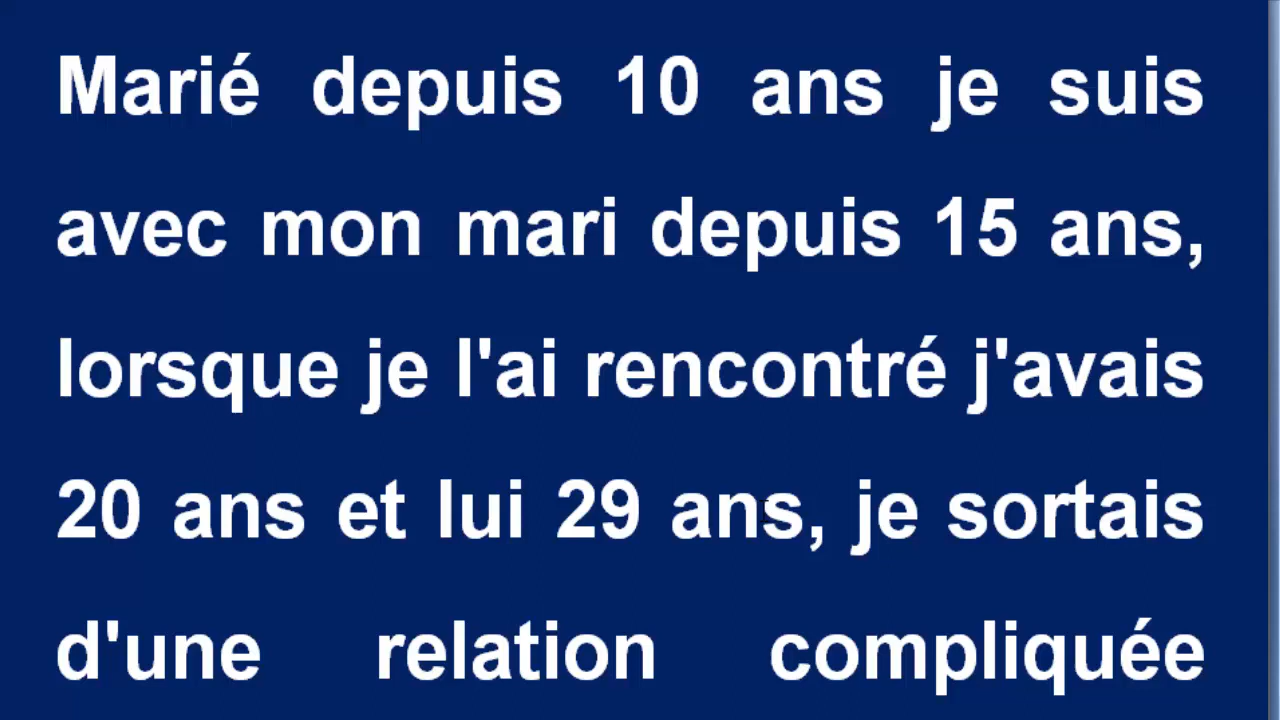 Marié depuis 10 ans je suis
avec mon mari depuis 15 ans,
lorsque je l'ai rencontré j'avais
20 ans et lui 29 ans, je sortais
d'une relation compliquée